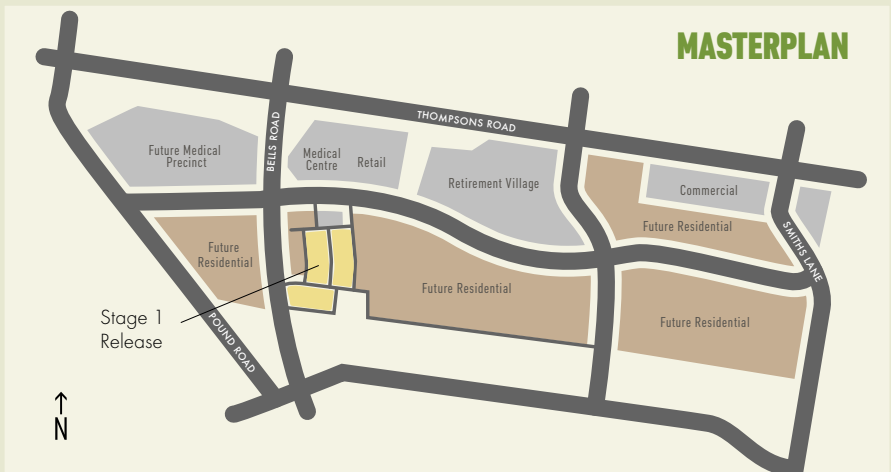 MASTERPLAN
THOMPSONS ROAD
BELLS ROAD
Future Medical
Precinct
Medical
Centre
Retail
Retirement Village
Commercial
Future Residential
SMITHS LANE
Future
Residential
Future Residential
Future Residential
Stage 1
Release
POUND ROAD
N